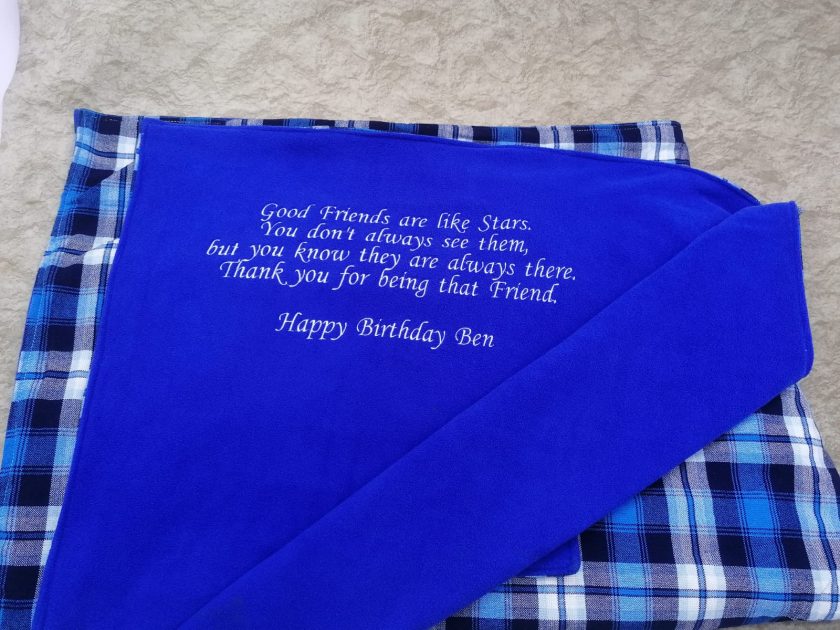 Good Friends are like Stars.
You don't always see them,
but you know they are always there.
Thank you for being that Friend.
Happy Birthday Ben